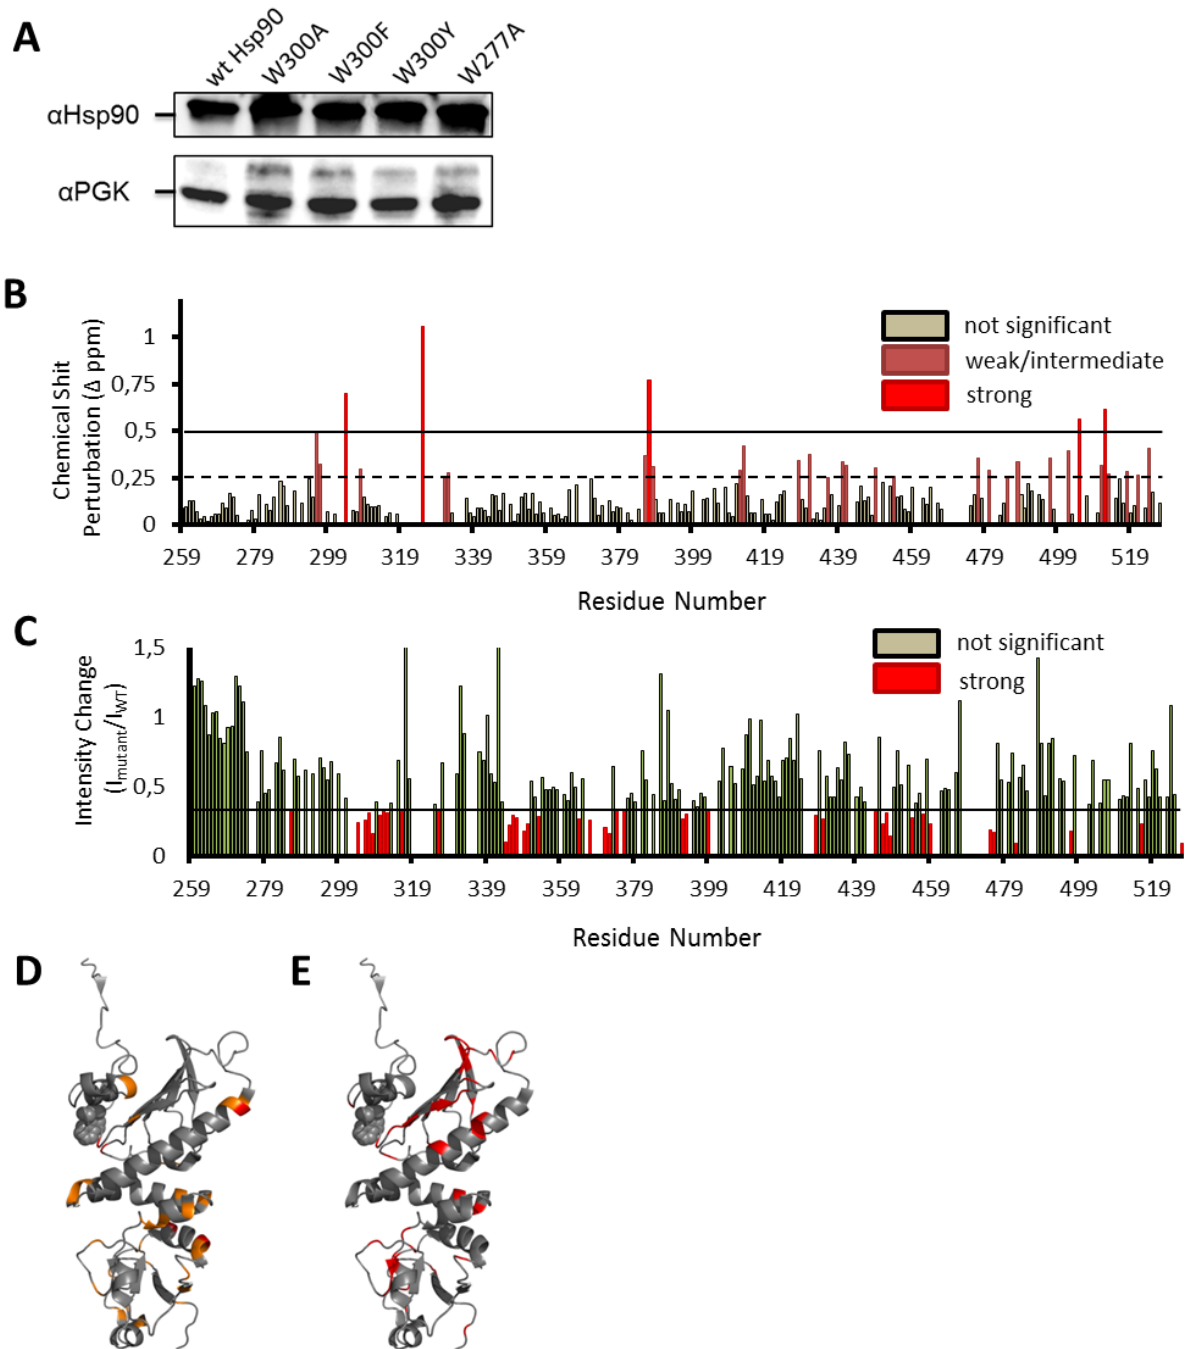 A
wt Hsp90 W300A W300F W300Y W277A
αHsp90
αPGK
B
Chemical Shit
Perturbation (Δ ppm)
1
0,75
0,5
0,25
0
not significant
weak/intermediate
strong
259 279 299 319 339 359 379 399 419 439 459 479 499 519
Residue Number
C
Intensity Change
(Imutant/IWT)
1,5
1
0,5
0
not significant
strong
259 279 299 319 339 359 379 399 419 439 459 479 499 519
Residue Number
D E